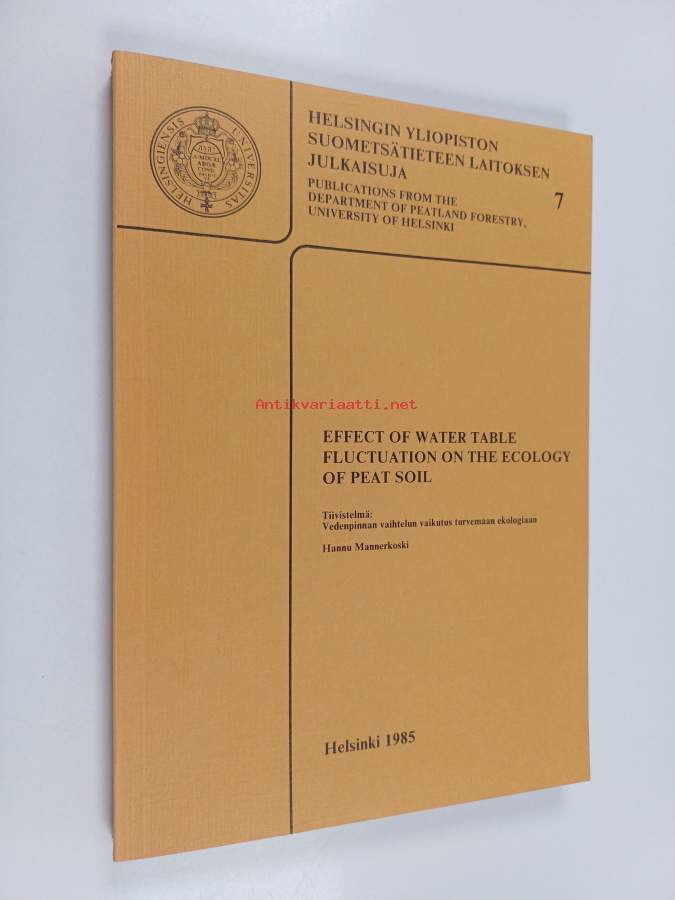 HELSINGIN YLIOPISTON
SUOMETSÄTIETEEN LAITOKSEN
JULKAISUJA
PUBLICATIONS FROM THE
DEPARTMENT OF PEATLAND FORESTRY,
UNIVERSITY OF HELSINKI
7
UNIVERSITAS HELSINGIENSIS
Antikvariaatti.net
EFFECT OF WATER TABLE
FLUCTUATION ON THE ECOLOGY
OF PEAT SOIL
Tiivistelmä:
Vedenpinnan vaihtelun vaikutus turvemaan ekologiaan
Hannu Mannerkoski
Helsinki 1985